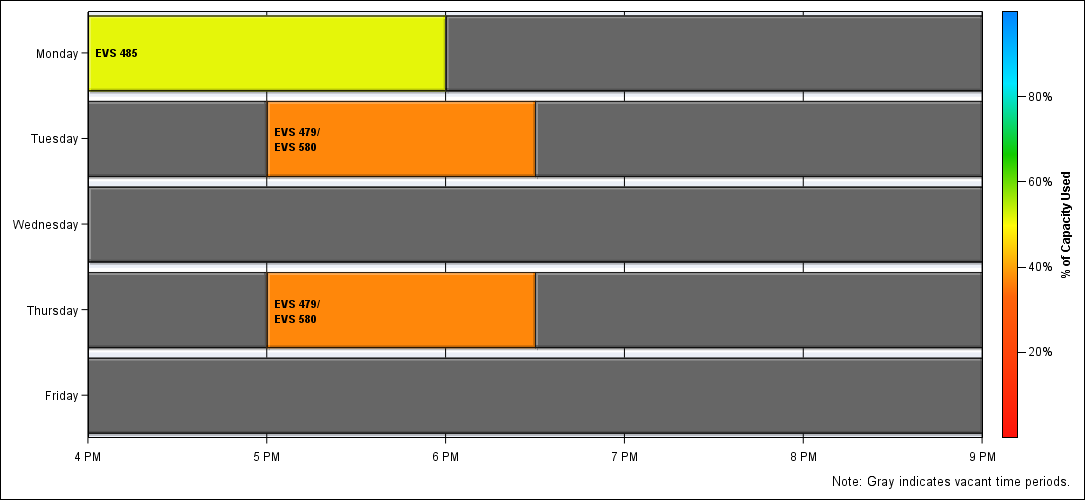 Monday
EVS 485
Tuesday
EVS 479/
EVS 580
Wednesday
Thursday
EVS 479/
EVS 580
Friday
4 PM
5 PM
6 PM
7 PM
8 PM
9 PM
80%
60%
40%
20%
% of Capacity Used
Note: Gray indicates vacant time periods.